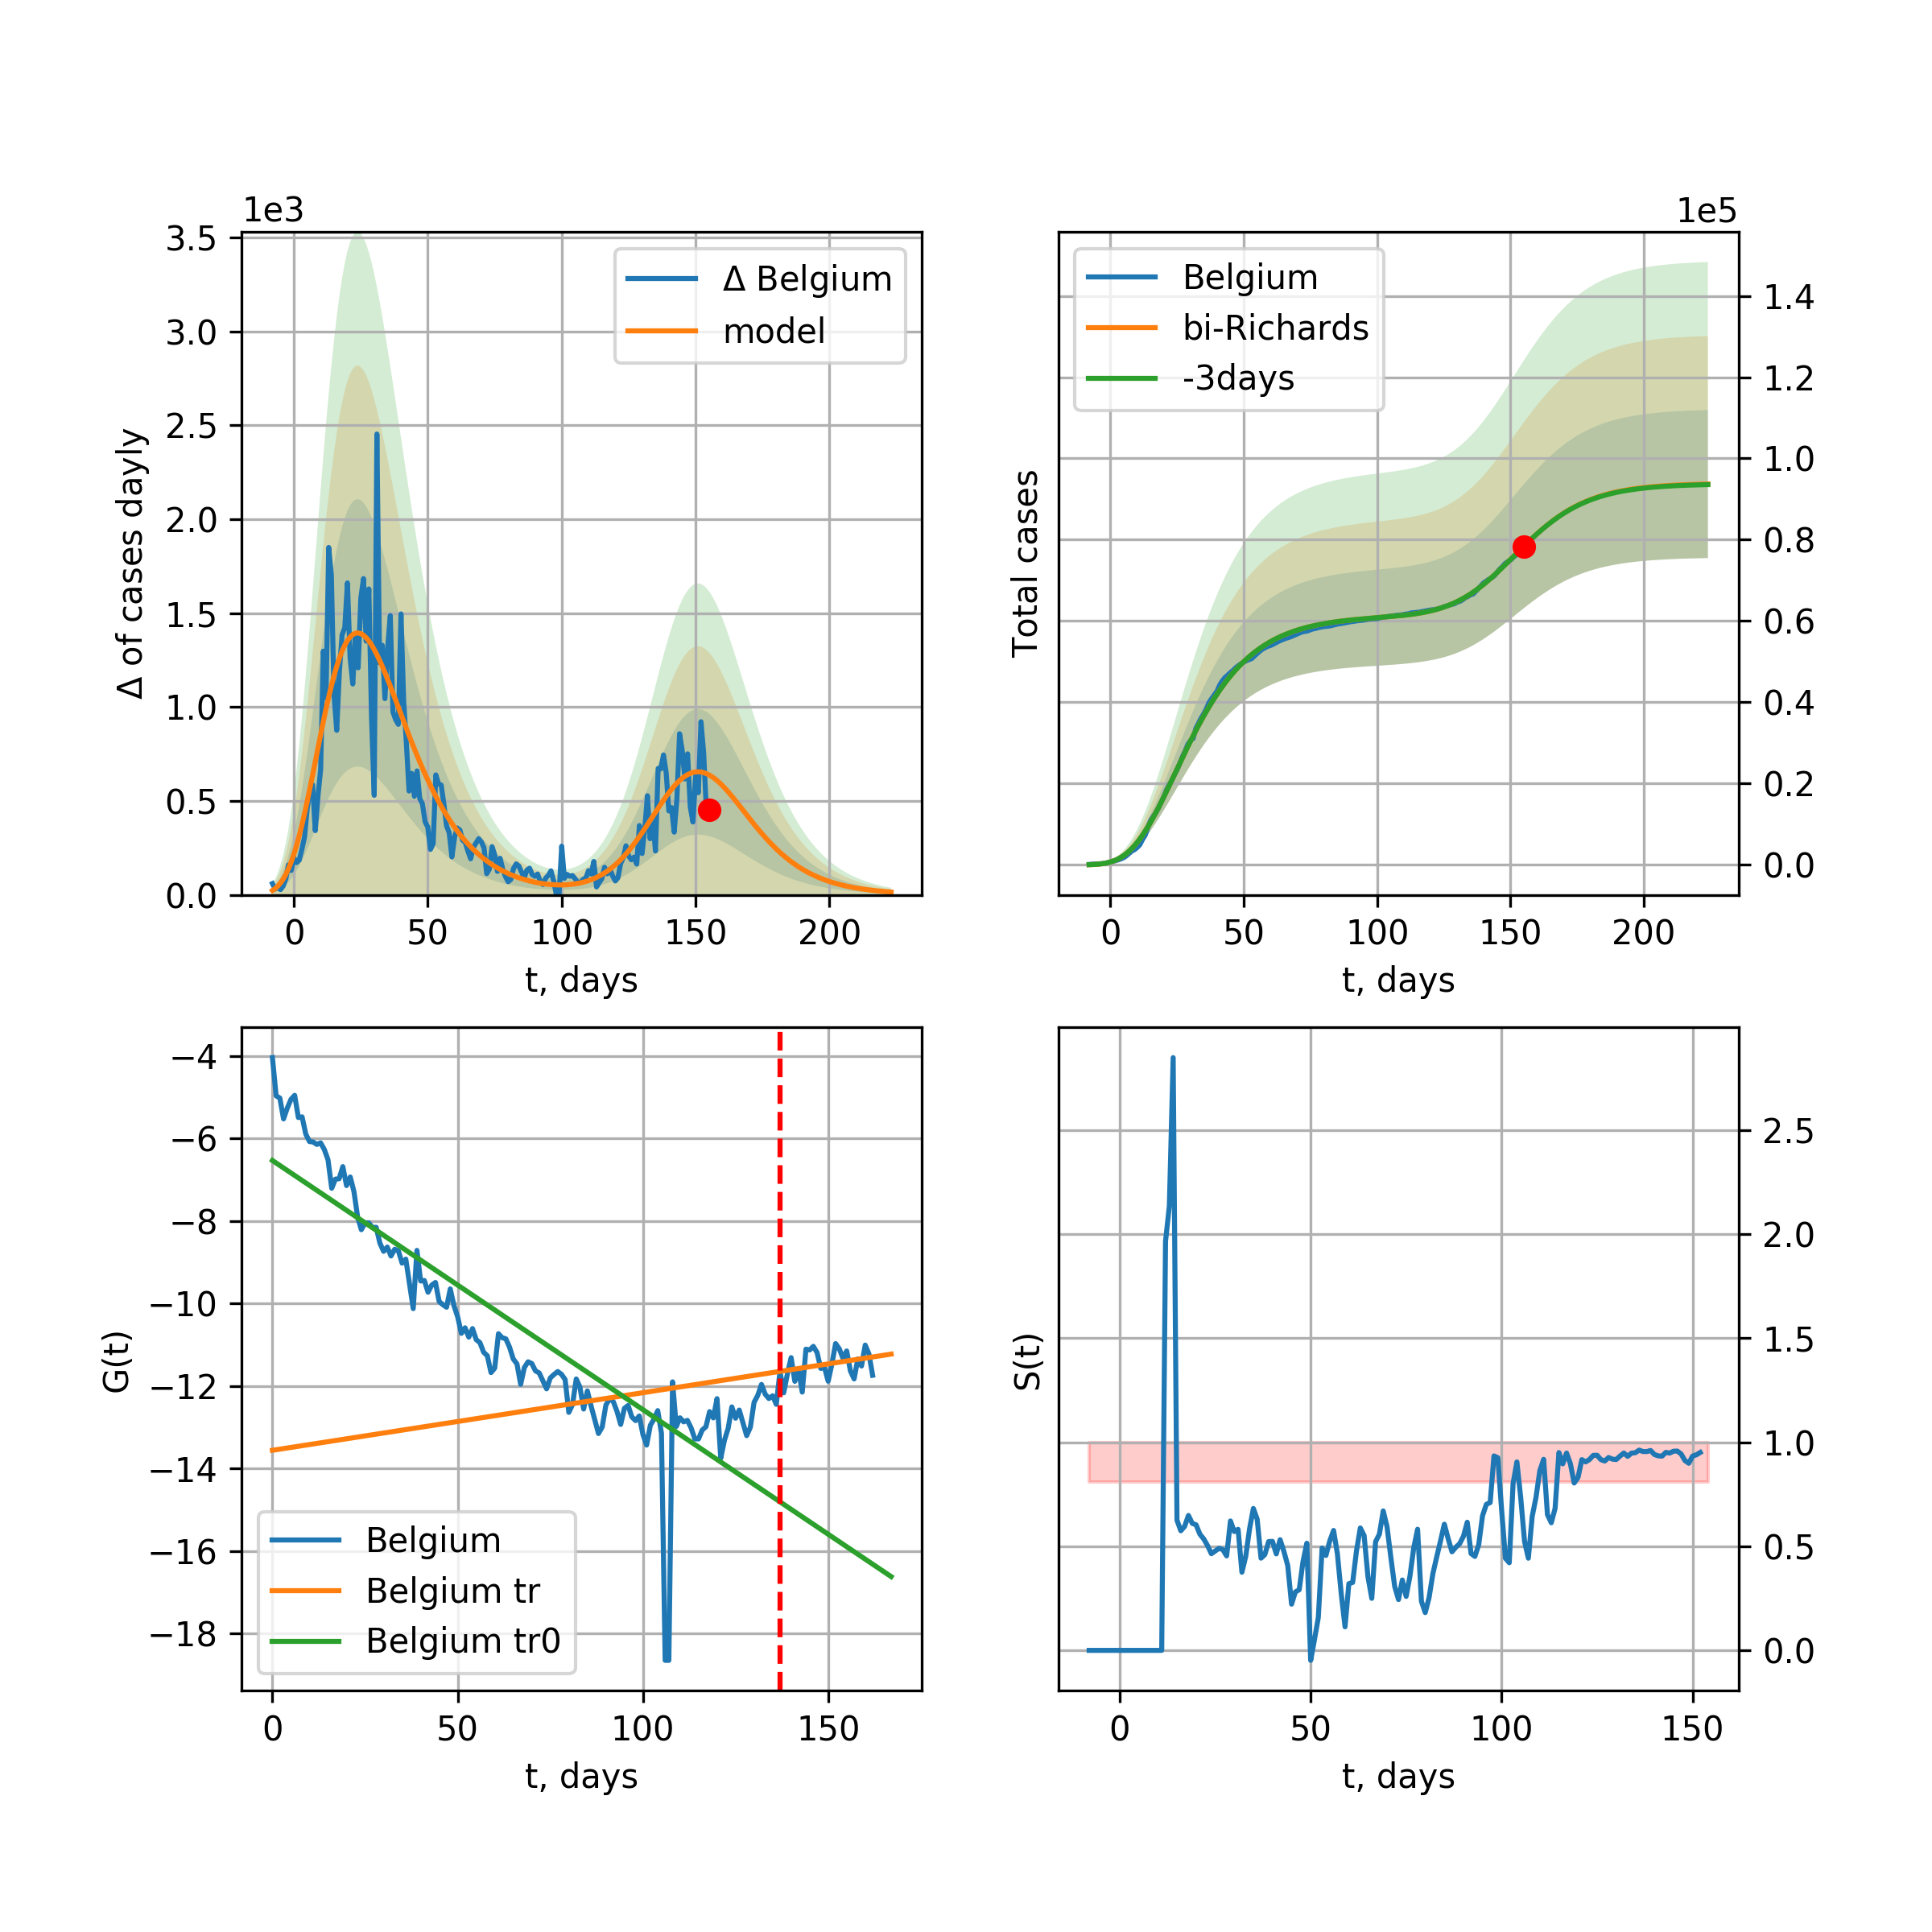 1e3
3.5
3.0
2.5
2.0
1.5
1.0
0.5
0.0
Δ of cases dayly
Δ Belgium
model
0 50 100 150 200
t, days
1e5
Belgium
bi-Richards
-3days
Total cases
1.4
1.2
1.0
0.8
0.6
0.4
0.2
0.0
0 50 100 150 200
t, days
−4
−6
−8
−10
−12
−14
−16
−18
G(t)
Belgium
Belgium tr
Belgium tr0
0 50 100 150
t, days
S(t)
2.5
2.0
1.5
1.0
0.5
0.0
0 50 100 150
t, days